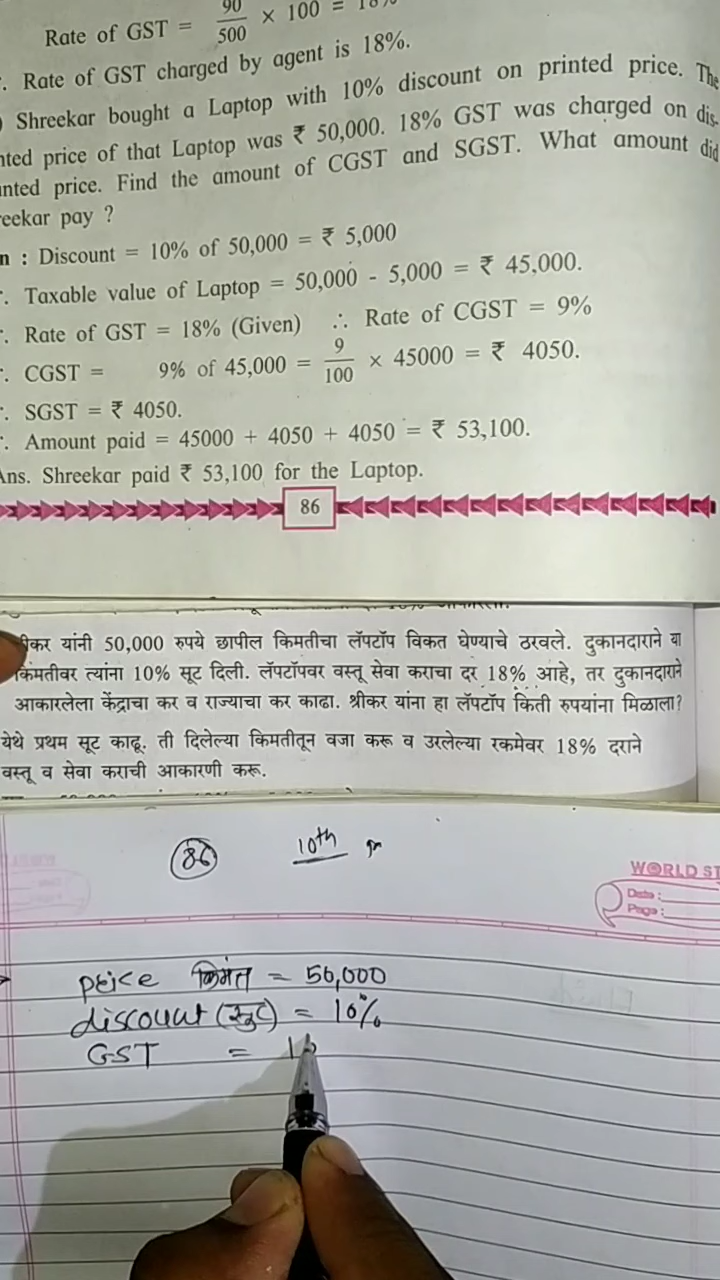 Rate of GST = 90/500 × 100 =
Rate of GST charged by agent is 18%.
Shreekar bought a Laptop with 10% discount on printed price. The
price of that Laptop was ₹ 50,000. 18% GST was charged on dis-
price. Find the amount of CGST and SGST. What amount did
pay ?
: Discount = 10% of 50,000 = ₹ 5,000
Taxable value of Laptop = 50,000 - 5,000 = ₹ 45,000.
Rate of GST = 18% (Given) ∴ Rate of CGST = 9%
CGST = 9% of 45,000 = 9/100 × 45000 = ₹ 4050.
SGST = ₹ 4050.
Amount paid = 45000 + 4050 + 4050 = ₹ 53,100.
Ans. Shreekar paid ₹ 53,100 for the Laptop.
86
यांनी 50,000 रुपये छापील किमतीचा लॅपटॉप विकत घेण्याचे ठरवले. दुकानदाराने या
किंमतीवर त्यांना 10% सूट दिली. लॅपटॉपवर वस्तू सेवा कराचा दर 18% आहे, तर दुकानदाराने
आकारलेला केंद्राचा कर व राज्याचा कर काढा. श्रीकर यांना हा लॅपटॉप किती रुपयांना मिळाला?
येथे प्रथम सूट काढू. ती दिलेल्या किमतीतून वजा करू व उरलेल्या रकमेवर 18% दराने
वस्तू व सेवा कराची आकारणी करू.
86 10th
WORLD ST
Date :
Page :
price किंमत = 50,000
discount (सुट) = 10%
GST =